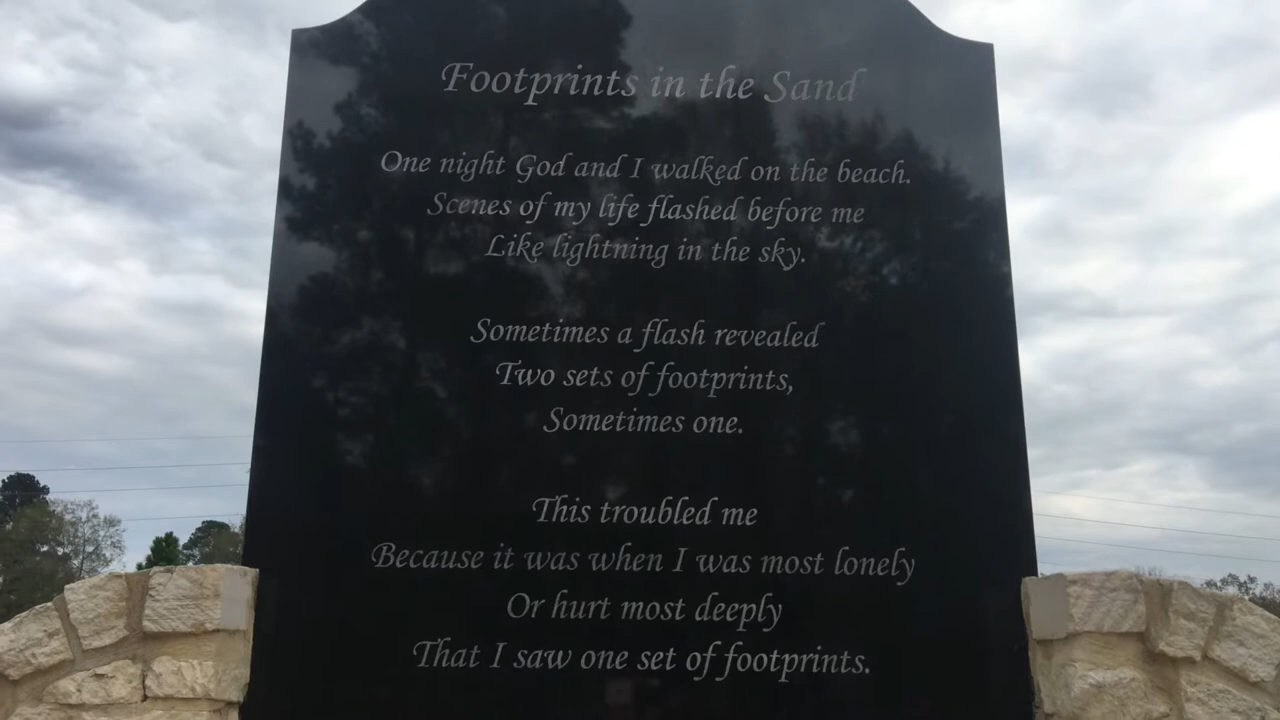 Footprints in the Sand
One night God and I walked on the beach.
Scenes of my life flashed before me
Like lightning in the sky.
Sometimes a flash revealed
Two sets of footprints,
Sometimes one.
This troubled me
Because it was when I was most lonely
Or hurt most deeply
That I saw one set of footprints.